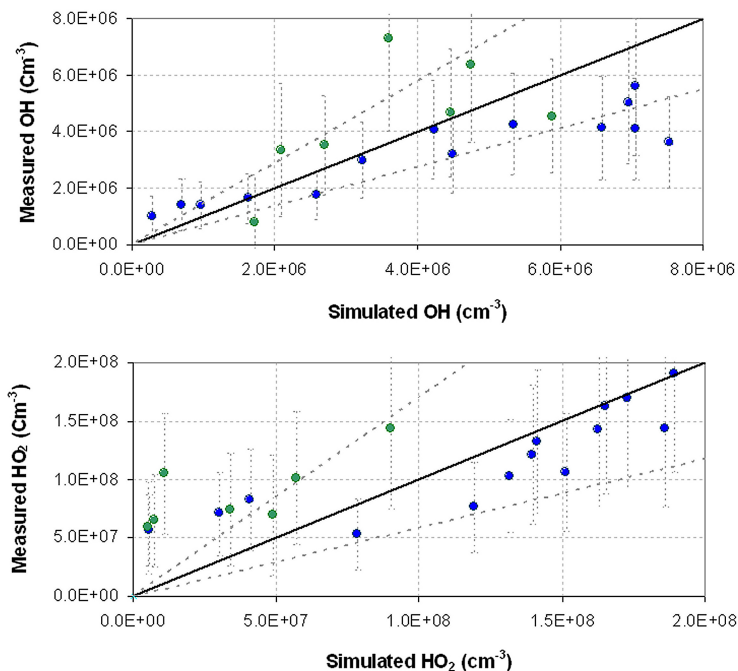 8.0E+06
6.0E+06
4.0E+06
2.0E+06
0.0E+00
Measured OH (Cm-3)
0.0E+00 2.0E+06 4.0E+06 6.0E+06 8.0E+06
Simulated OH (cm-3)
2.0E+08
1.5E+08
1.0E+08
5.0E+07
0.0E+00
Measured HO2 (Cm-3)
0.0E+00 5.0E+07 1.0E+08 1.5E+08 2.0E+08
Simulated HO2 (cm-3)